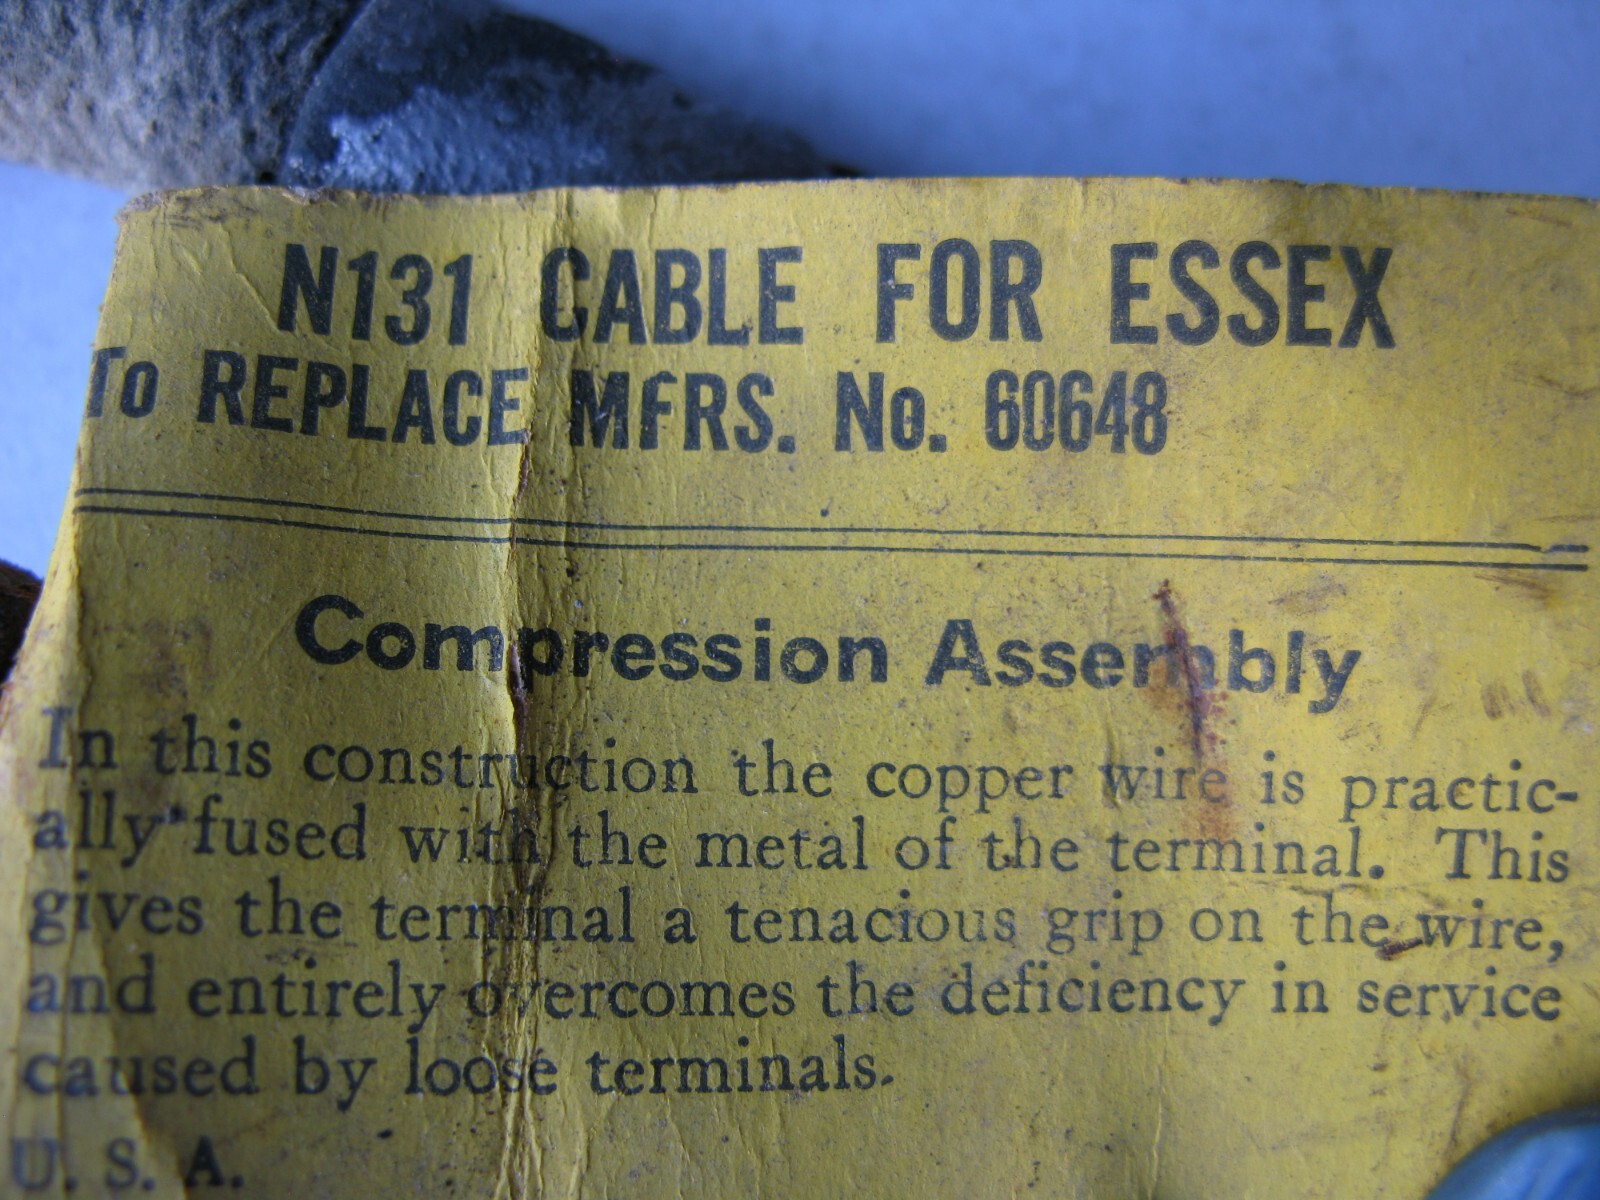 N131 CABLE FOR ESSEX
To REPLACE MFRS. No. 60648
Compression Assembly
In this construction the copper wire is practic-
ally fused with the metal of the terminal. This
gives the terminal a tenacious grip on the wire,
and entirely overcomes the deficiency in service
caused by loose terminals.
U. S. A.